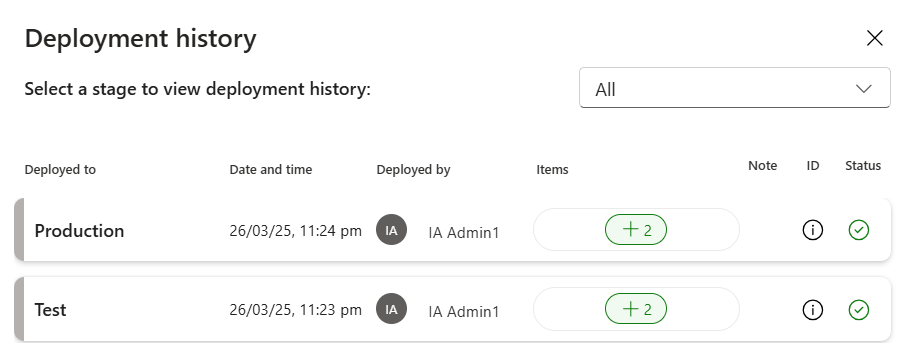 Deployment history
Select a stage to view deployment history:
All
Deployed to Date and time Deployed by Items Note ID Status
Production 26/03/25, 11:24 pm IA IA Admin1 + 2
Test 26/03/25, 11:23 pm IA IA Admin1 + 2